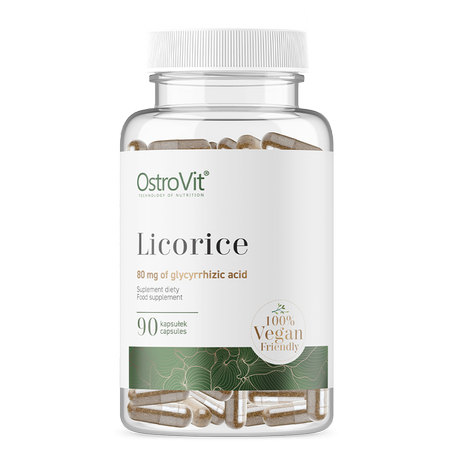 OstroVit®
TECHNOLOGY OF NUTRITION
Licorice
80 mg of glycyrrhizic acid
Suplement diety
Food supplement
90 kapsułek
capsules
100%
Vegan
Friendly